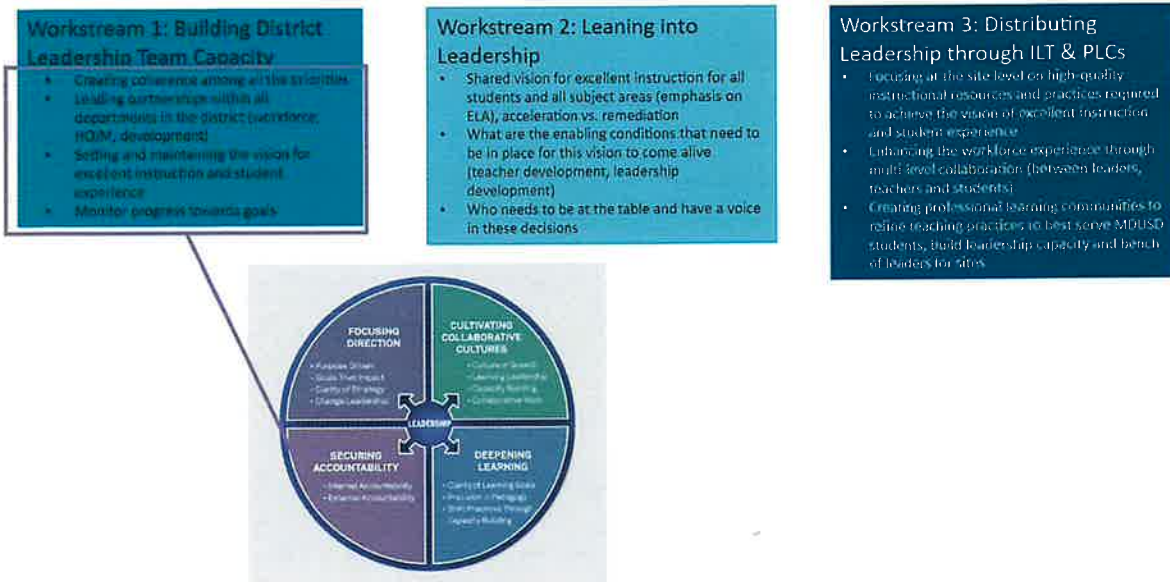 Workstream 1: Building District
Leadership Team Capacity
• Creating coherence among all the priorities
• Leading partnerships within all
departments in the district (workforce,
development)
• Setting and maintaining the vision for
excellent instruction and student
experience
• Monitor progress towards goals
Workstream 2: Leaning into
Leadership
• Shared vision for excellent instruction for all
students and all subject areas (emphasis on
ELA), acceleration vs. remediation
• What are the enabling conditions that need to
be in place for this vision to come alive
(teacher development, leadership
development)
• Who needs to be at the table and have a voice
in these decisions
Workstream 3: Distributing
Leadership through ILT & PLCs
• Focusing at the site level on high-quality
instructional resources and practices required
to achieve the vision of excellent instruction
and student experience
• Enhancing the workforce experience through
multi-level collaboration (between leaders,
teachers and students)
• Creating professional learning communities to
refine teaching practices to best serve MDUSD
students, build leadership capacity and bench
of leaders for sites
FOCUSING
DIRECTION
• Purpose Driven
• Goals That Impact
• Clarity of Strategy
• Change Leadership
CULTIVATING
COLLABORATIVE
CULTURES
• Culture of Growth
• Learning Leadership
• Capacity Building
• Collaborative Work
LEADERSHIP
SECURING
ACCOUNTABILITY
• Internal Accountability
• External Accountability
DEEPENING
LEARNING
• Clarity of Learning Goals
• Precision in Pedagogy
• Shift Practices Through
Capacity Building